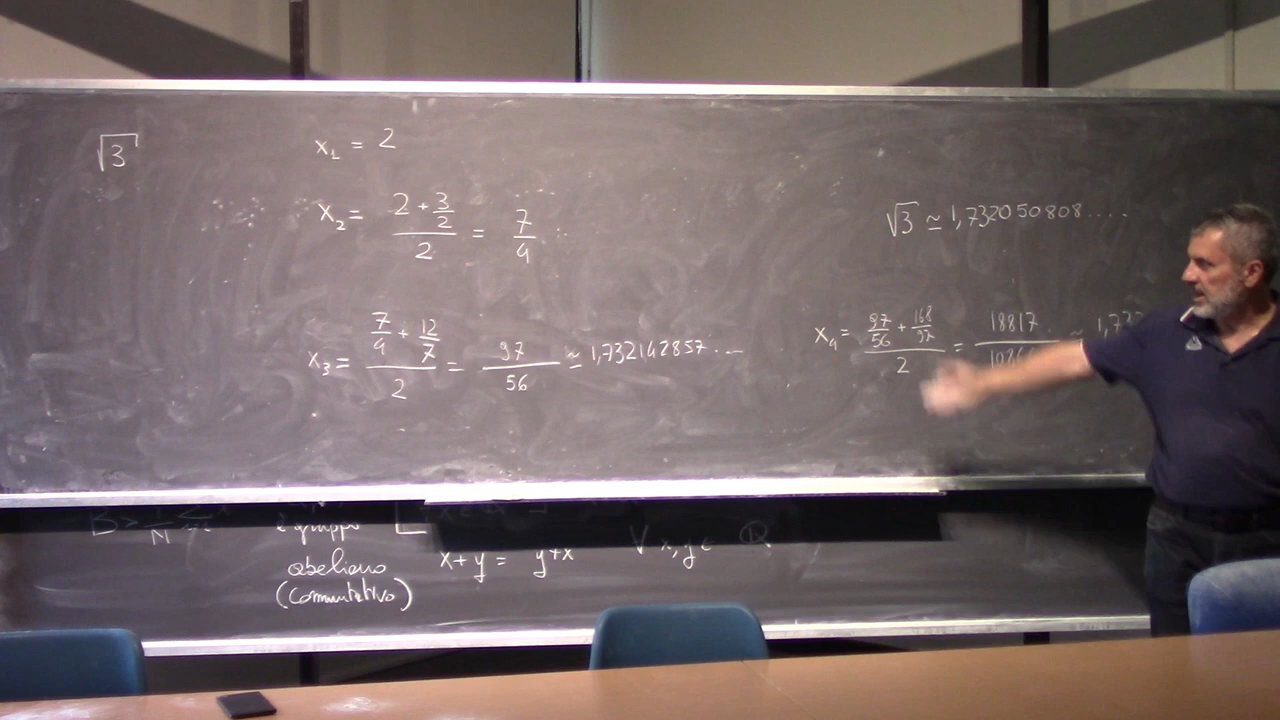 √3
x₁ = 2
x₂ = (2 + 3/2)/2 = 7/4
√3 ≃ 1,732050808....
x₃ = (7/4 + 12/7)/2 = 97/56 ≃ 1,732142857...
x₄ = (97/56 + 168/97)/2 = 18817/
è gruppo
abeliano
(commutativo)
x+y = y+x ∀ x,y ∈ ℚ